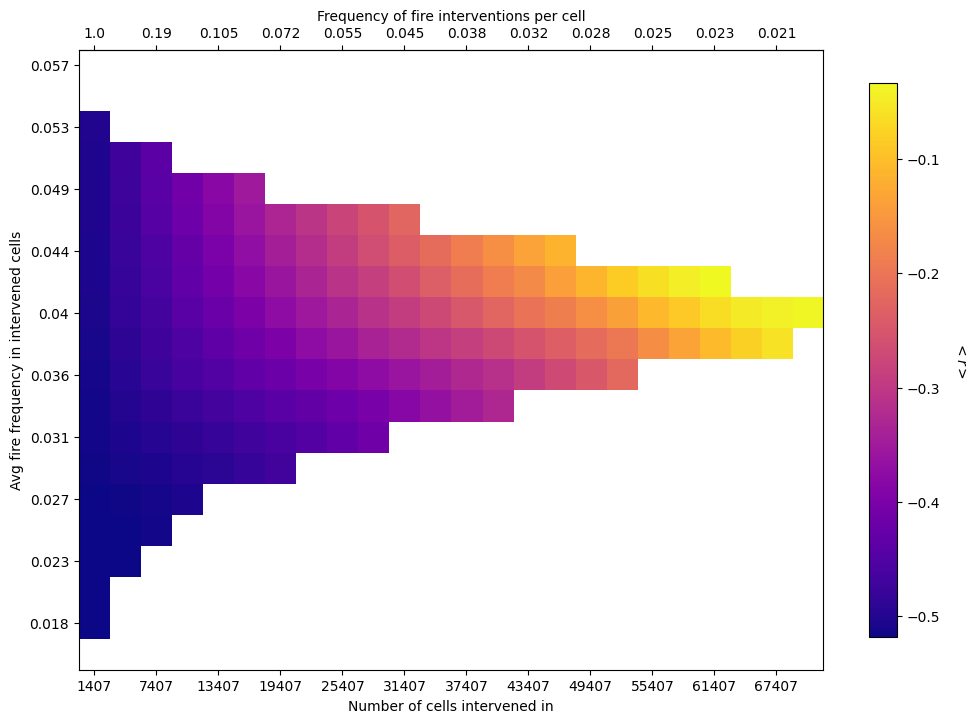 Frequency of fire interventions per cell
1.0 0.19 0.105 0.072 0.055 0.045 0.038 0.032 0.028 0.025 0.023 0.021
Avg fire frequency in intervened cells
0.057
0.053
0.049
0.044
0.04
0.036
0.031
0.027
0.023
0.018
1407 7407 13407 19407 25407 31407 37407 43407 49407 55407 61407 67407
Number of cells intervened in
−0.1
−0.2
−0.3
−0.4
−0.5
< r >